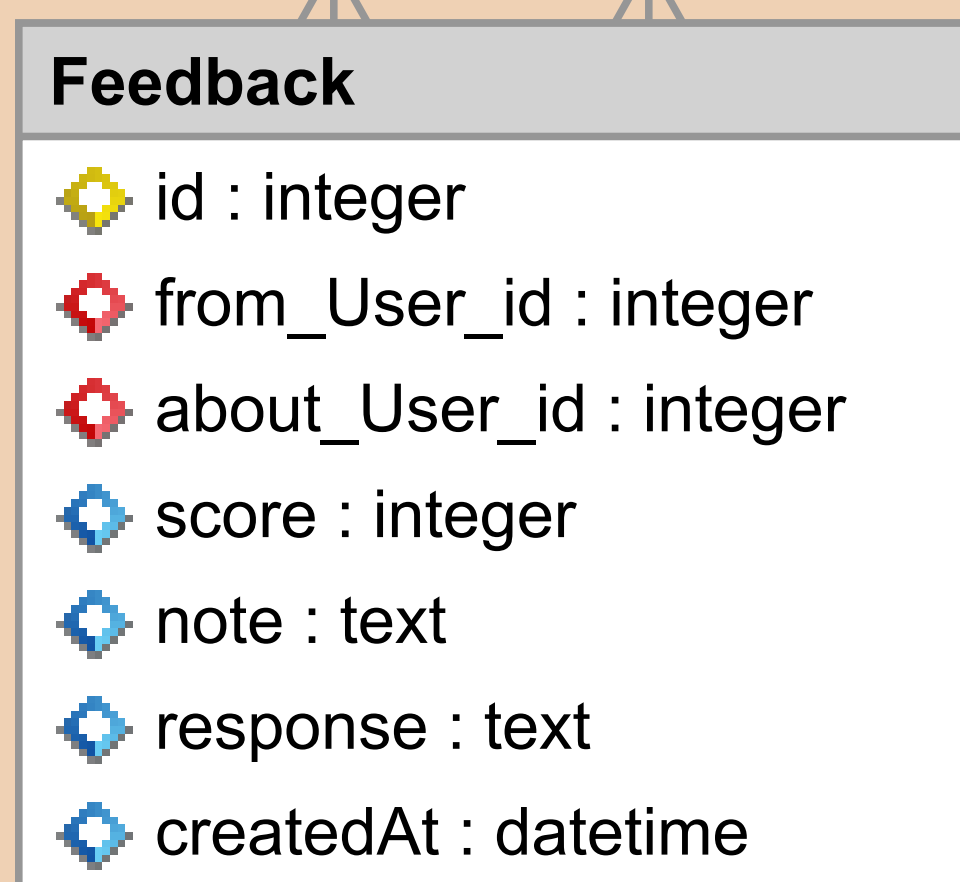 Feedback
id : integer
from_User_id : integer
about_User_id : integer
score : integer
note : text
response : text
createdAt : datetime